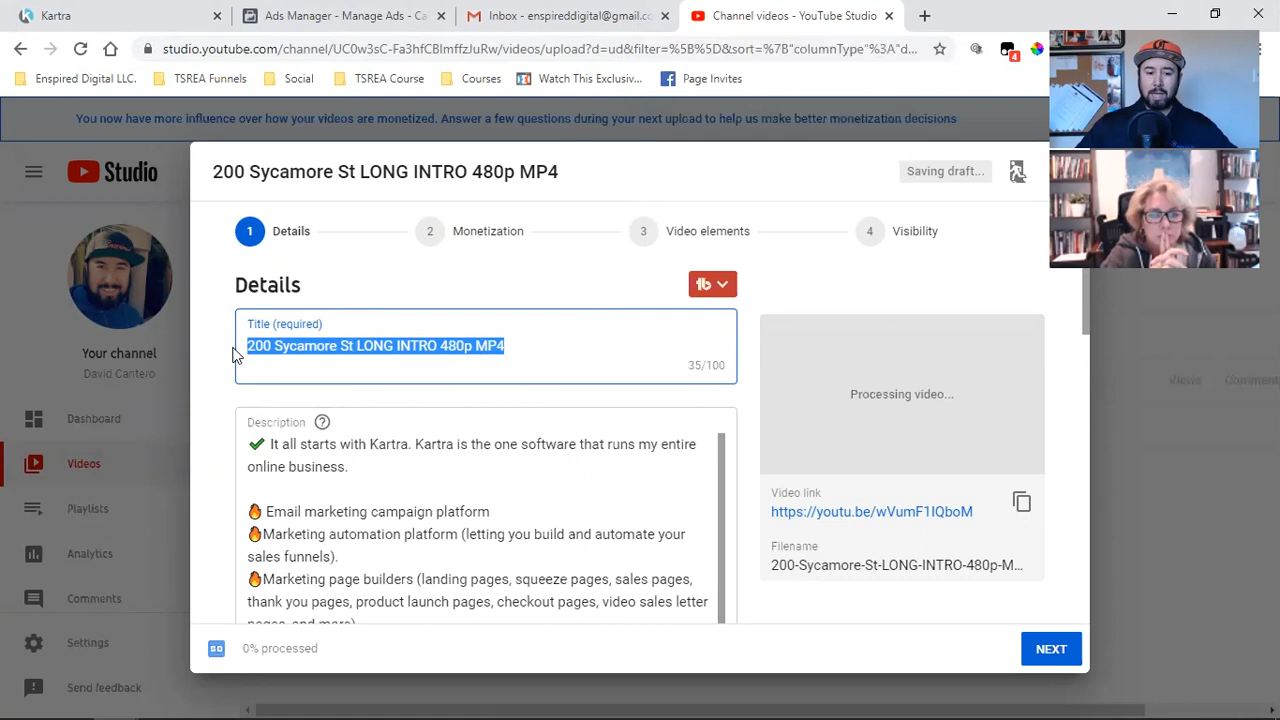 Kartra
Ads Manager - Manage Ads - Ca
Inbox - enspireddigital@gmail.co
Channel videos - YouTube Studio
studio.youtube.com/channel/
/videos/upload?d=ud&filter=%5B%5D&sort=%7B"columnType"%3A"d...
4
Enspired Digital LLC.
TSREA Funnels
Social
TSREA Course
Courses
Watch This Exclusiv...
Page Invites
You now have more influence over how your videos are monetized. Answer a few questions during your next upload to help us make better monetization decisions
Studio
Your channel
David Cantero
Dashboard
Videos
Playlists
Analytics
Comments
Settings
Send feedback
200 Sycamore St LONG INTRO 480p MP4
Saving draft...
1 Details
2 Monetization
3 Video elements
4 Visibility
Details
Title (required)
200 Sycamore St LONG INTRO 480p MP4
35/100
Description
✔ It all starts with Kartra. Kartra is the one software that runs my entire
online business.
🔥 Email marketing campaign platform
🔥Marketing automation platform (letting you build and automate your
sales funnels).
🔥Marketing page builders (landing pages, squeeze pages, sales pages,
thank you pages, product launch pages, checkout pages, video sales letter
pages, and more)
Processing video...
Video link
https://youtu.be/wVumF1IQboM
Filename
200-Sycamore-St-LONG-INTRO-480p-M...
Views
Comment
SD
0% processed
NEXT